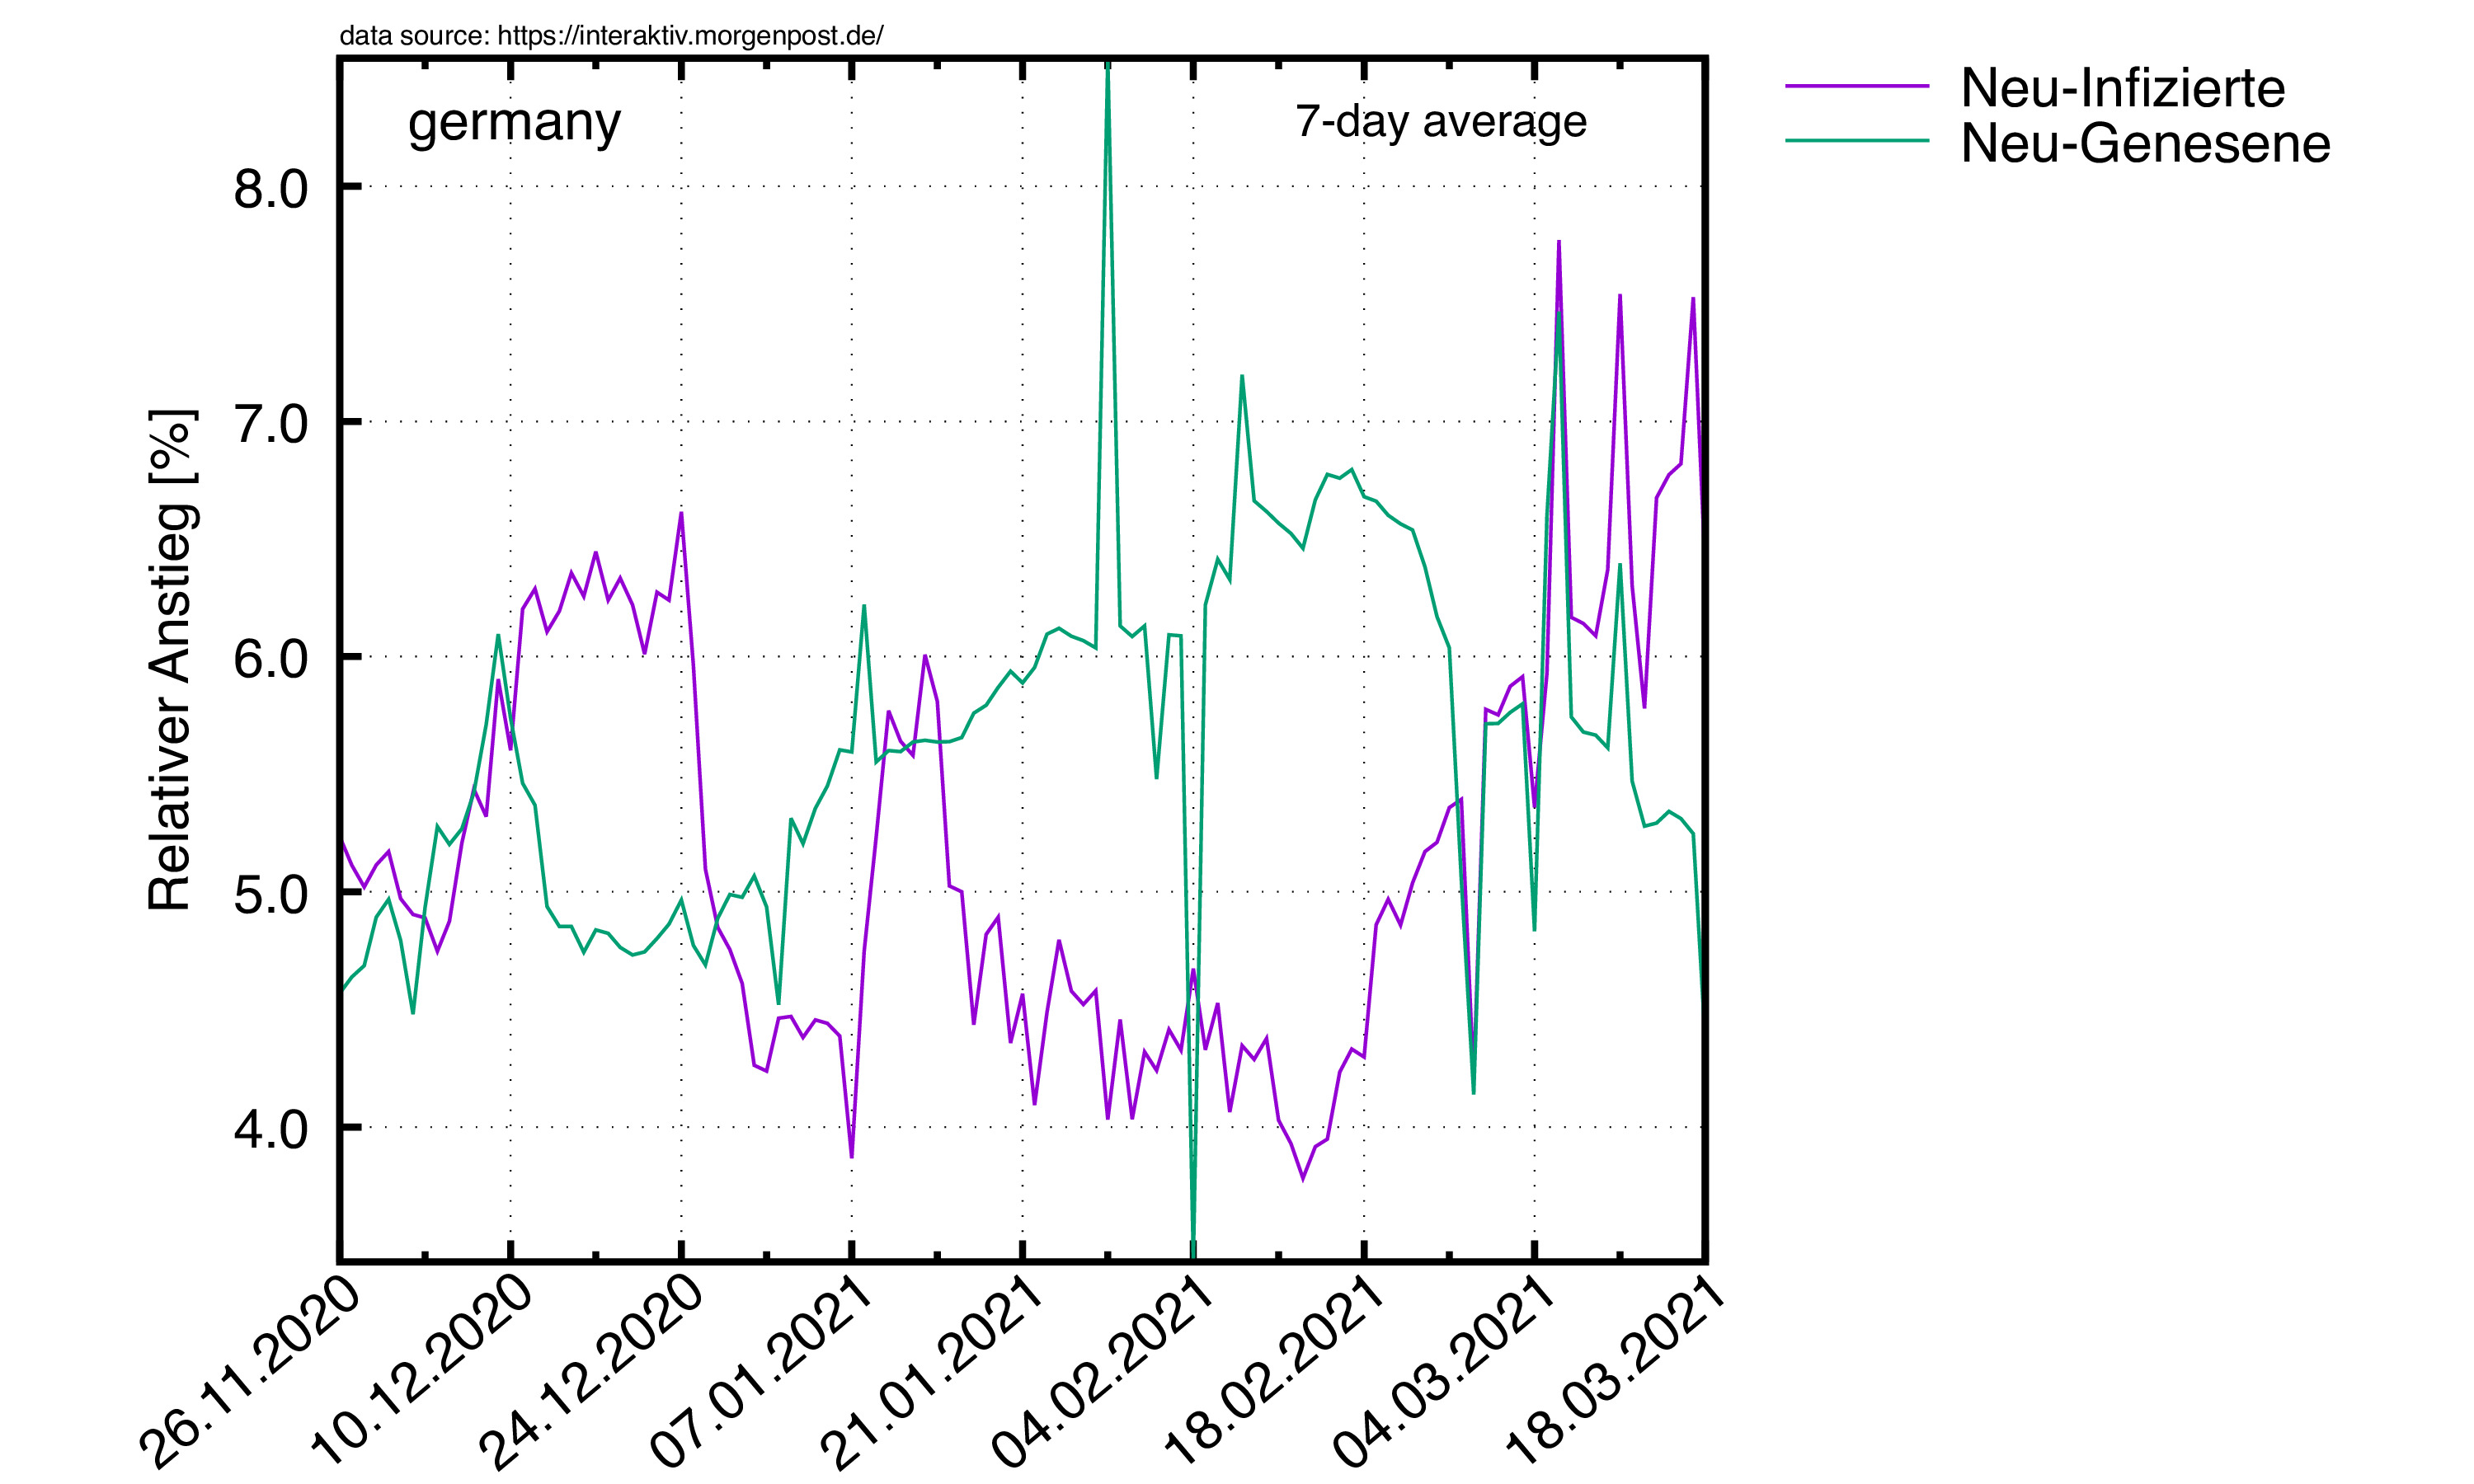 data source: https://interaktiv.morgenpost.de/
germany
7-day average
Neu-Infizierte
Neu-Genesene
Relativer Anstieg [%]
8.0
7.0
6.0
5.0
4.0
26.11.2020
10.12.2020
24.12.2020
07.01.2021
21.01.2021
04.02.2021
18.02.2021
04.03.2021
18.03.2021